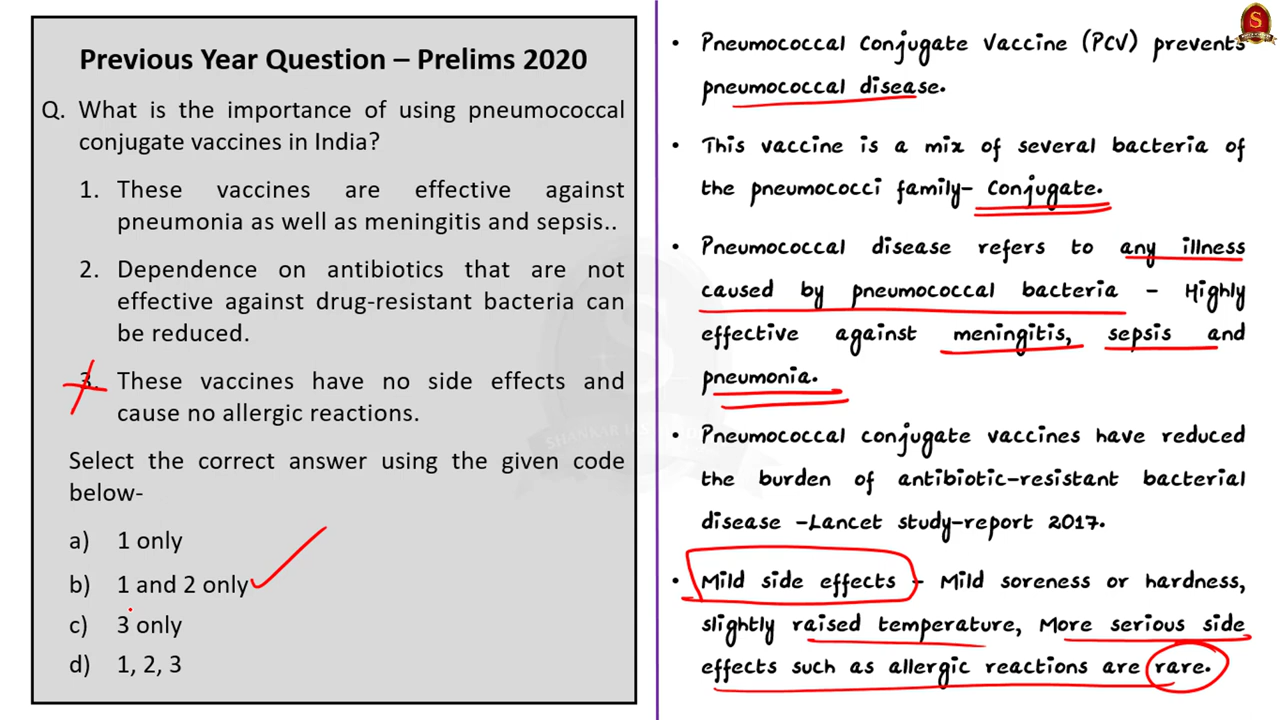 Previous Year Question – Prelims 2020
Q. What is the importance of using pneumococcal
conjugate vaccines in India?
1. These vaccines are effective against
pneumonia as well as meningitis and sepsis..
2. Dependence on antibiotics that are not
effective against drug-resistant bacteria can
be reduced.
3. These vaccines have no side effects and
cause no allergic reactions.
Select the correct answer using the given code
below-
a) 1 only
b) 1 and 2 only
c) 3 only
d) 1, 2, 3
• Pneumococcal Conjugate Vaccine (PCV) prevents
pneumococcal disease.
• This vaccine is a mix of several bacteria of
the pneumococci family- Conjugate.
• Pneumococcal disease refers to any illness
caused by pneumococcal bacteria – Highly
effective against meningitis, sepsis and
pneumonia.
• Pneumococcal conjugate vaccines have reduced
the burden of antibiotic-resistant bacterial
disease -Lancet study-report 2017.
• Mild side effects - Mild soreness or hardness,
slightly raised temperature, More serious side
effects such as allergic reactions are rare.
S